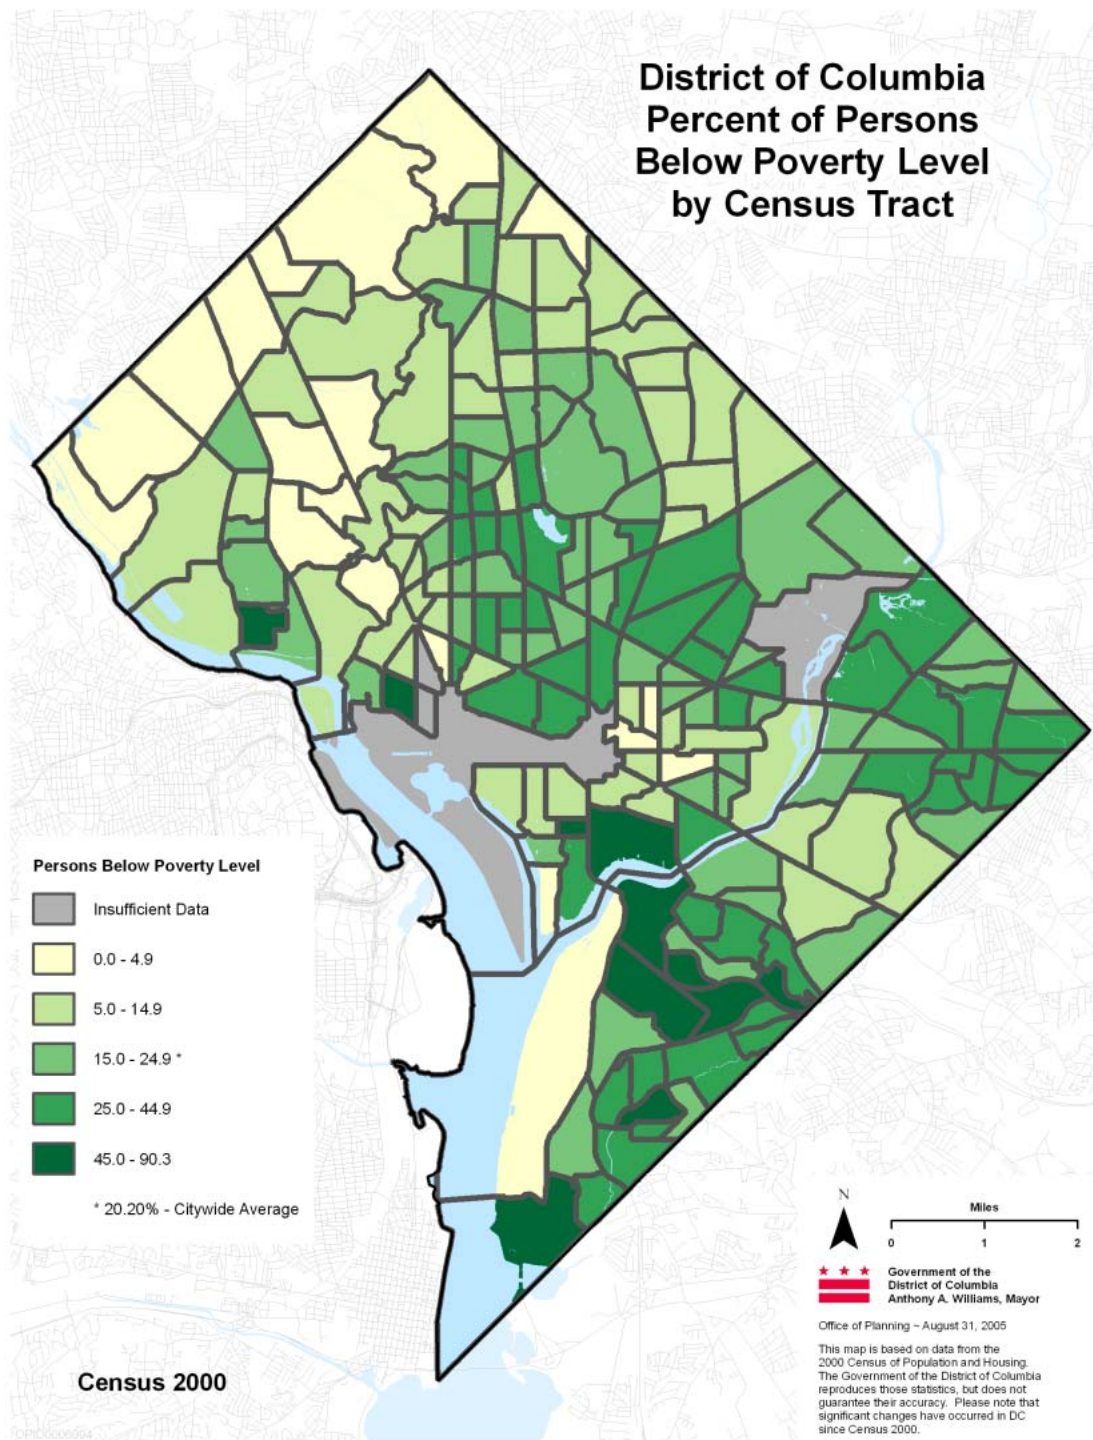 District of Columbia
Percent of Persons
Below Poverty Level
by Census Tract
Persons Below Poverty Level
Insufficient Data
0.0 - 4.9
5.0 - 14.9
15.0 - 24.9 *
25.0 - 44.9
45.0 - 90.3
* 20.20% - Citywide Average
N
Miles
0 1 2
Government of the
District of Columbia
Anthony A. Williams, Mayor
Office of Planning ~ August 31, 2005
This map is based on data from the
2000 Census of Population and Housing.
The Government of the District of Columbia
reproduces those statistics, but does not
guarantee their accuracy. Please note that
significant changes have occurred in DC
since Census 2000.
Census 2000